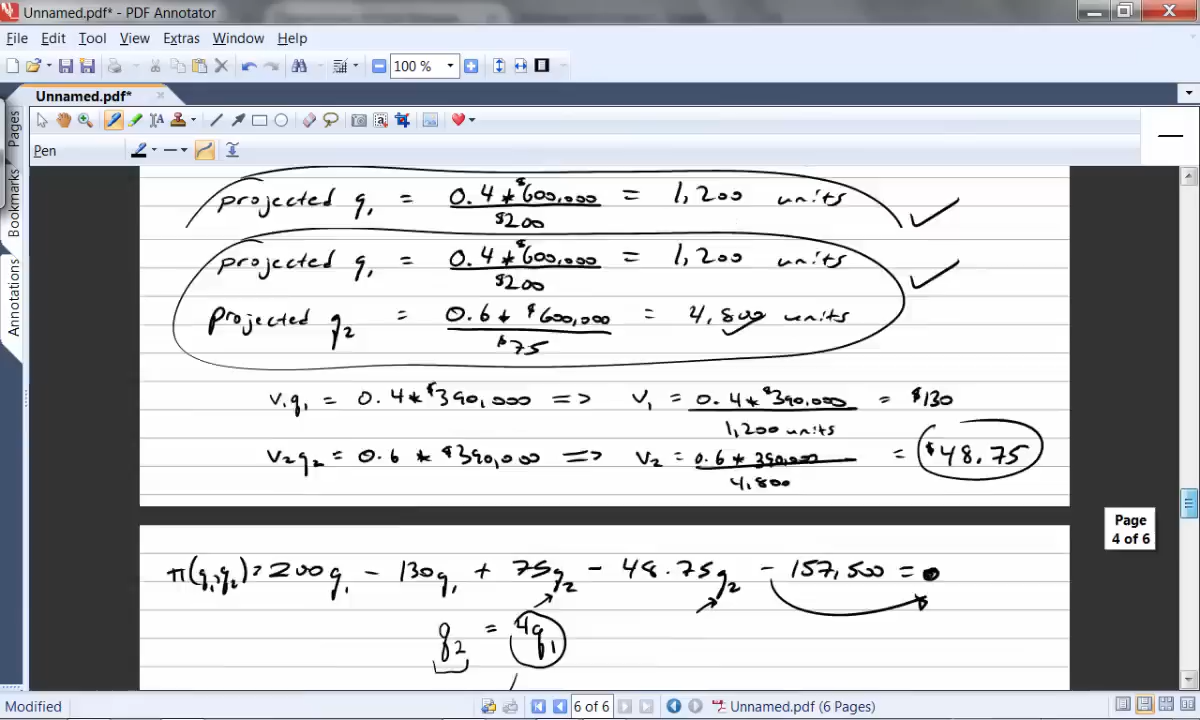 Unnamed.pdf* - PDF Annotator
File Edit Tool View Extras Window Help
100 %
Unnamed.pdf*
Pen
Pages
Bookmarks
Annotations
projected q₁ = 0.4 * $600,000 / $200 = 1,200 units ✓
projected q₁ = 0.4 * $600,000 / $200 = 1,200 units ✓
projected q₂ = 0.6 * $600,000 / $75 = 4,800 units
v₁q₁ = 0.4 * $390,000 => v₁ = 0.4 * $390,000 / 1,200 units = $130
v₂q₂ = 0.6 * $390,000 => v₂ = 0.6 * 390,000 / 4,800 = $48.75
Page
4 of 6
π(q₁,q₂) = 200q₁ - 130q₁ + 75q₂ - 48.75q₂ - 157,500 = 0
q₂ = 4q₁
Modified
6 of 6
Unnamed.pdf (6 Pages)